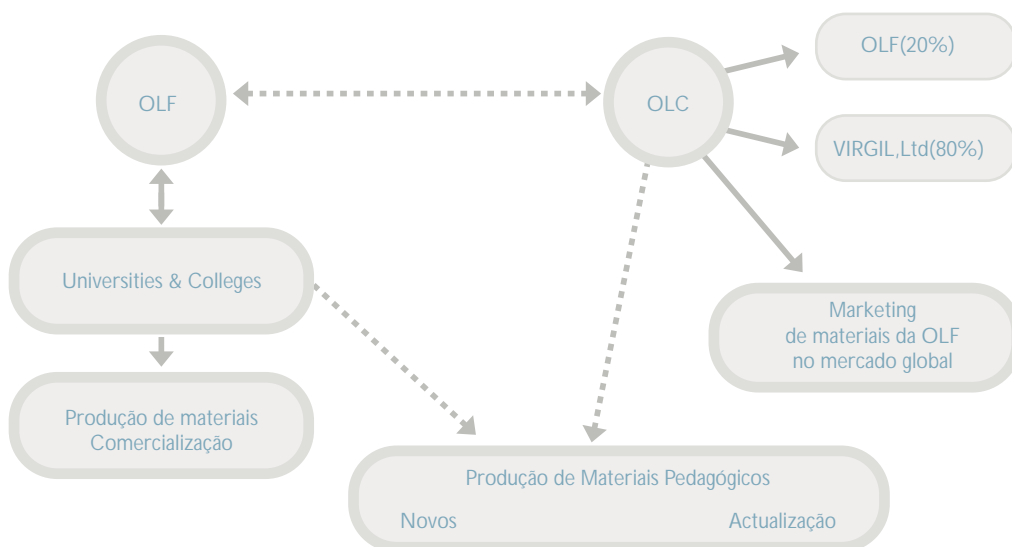 OLF
OLC
OLF(20%)
VIRGIL,Ltd(80%)
Universities & Colleges
Marketing
de materiais da OLF
no mercado global
Produção de materiais
Comercialização
Produção de Materiais Pedagógicos
Novos
Actualização